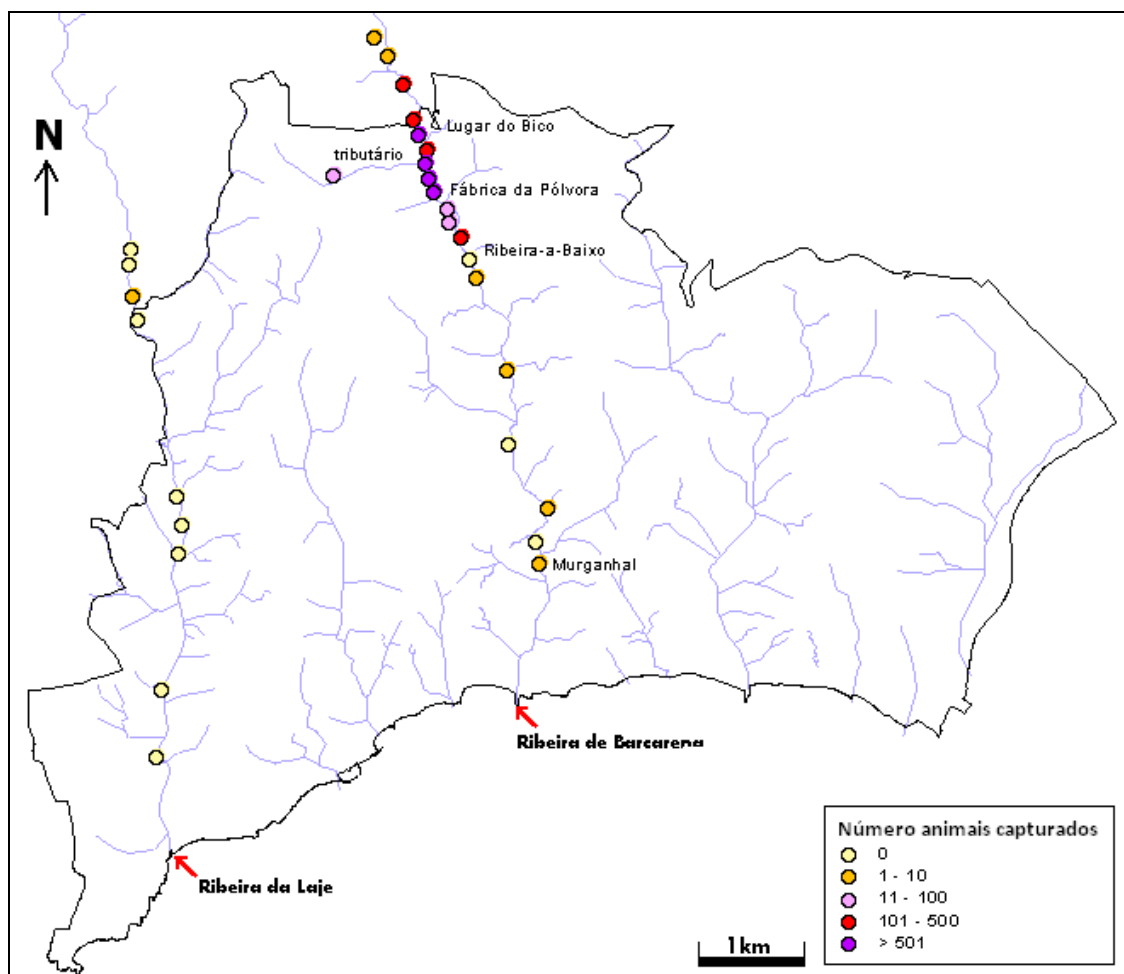 Lugar do Bico
tributário
Fábrica da Pólvora
N
Ribeira-a-Baixo
Murganhal
Ribeira de Barcarena
Ribeira da Laje
1km
Número animais capturados
0
1 - 10
11 - 100
101 - 500
> 501